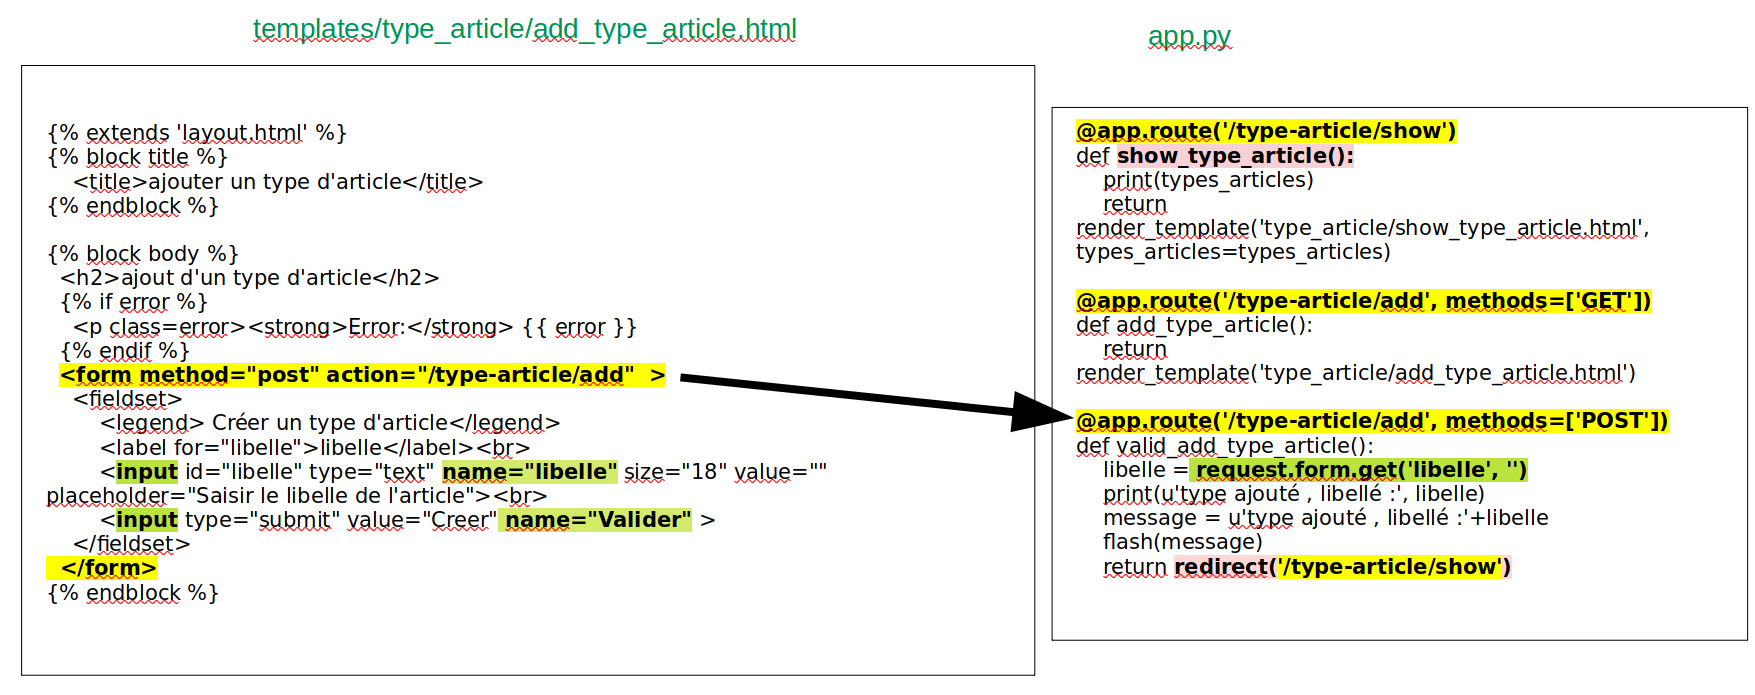 templates/type_article/add_type_article.html
{% extends 'layout.html' %}
{% block title %}
<title>ajouter un type d'article</title>
{% endblock %}
{% block body %}
<h2>ajout d'un type d'article</h2>
{% if error %}
<p class=error><strong>Error:</strong> {{ error }}
{% endif %}
<form method="post" action="/type-article/add"  >
<fieldset>
<legend> Créer un type d'article</legend>
<label for="libelle">libelle</label><br>
<input id="libelle" type="text" name="libelle" size="18" value=""
placeholder="Saisir le libelle de l'article"><br>
<input type="submit" value="Creer" name="Valider" >
</fieldset>
</form>
{% endblock %}
app.py
@app.route('/type-article/show')
def show_type_article():
print(types_articles)
return
render_template('type_article/show_type_article.html',
types_articles=types_articles)
@app.route('/type-article/add', methods=['GET'])
def add_type_article():
return
render_template('type_article/add_type_article.html')
@app.route('/type-article/add', methods=['POST'])
def valid_add_type_article():
libelle = request.form.get('libelle', '')
print(u'type ajouté , libellé :', libelle)
message = u'type ajouté , libellé :'+libelle
flash(message)
return redirect('/type-article/show')